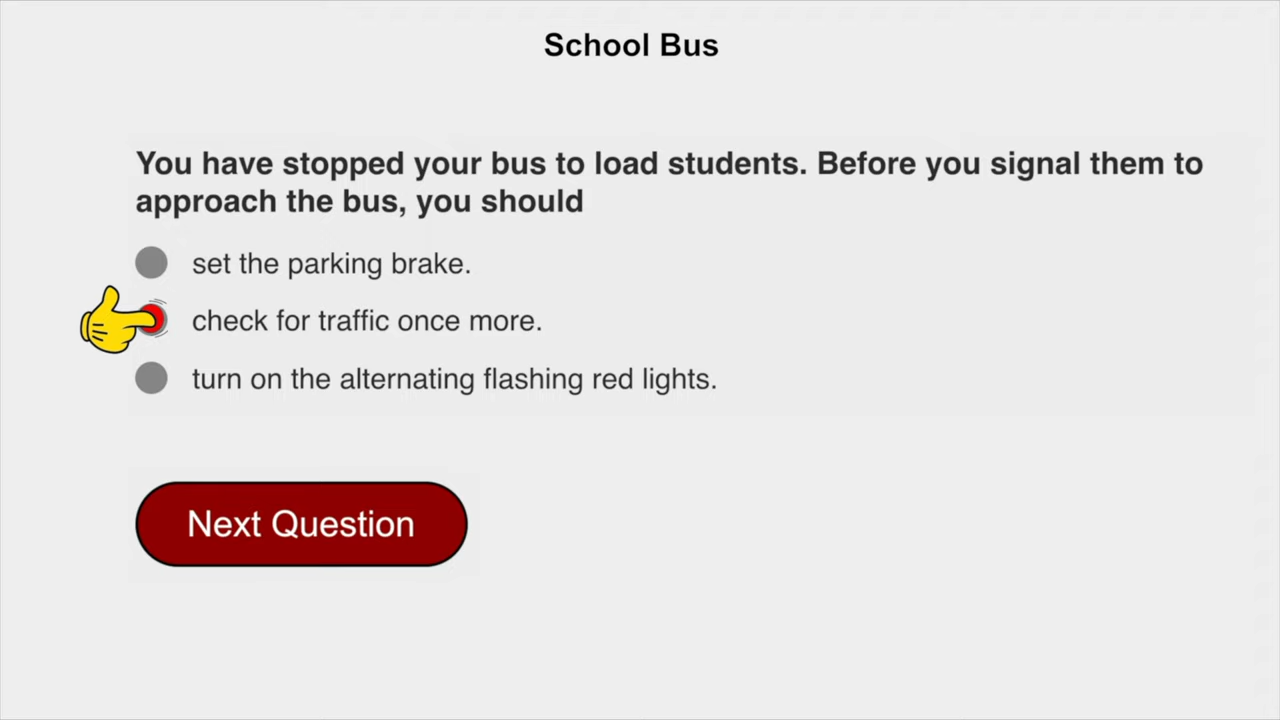 School Bus
You have stopped your bus to load students. Before you signal them to
approach the bus, you should
set the parking brake.
check for traffic once more.
turn on the alternating flashing red lights.
Next Question